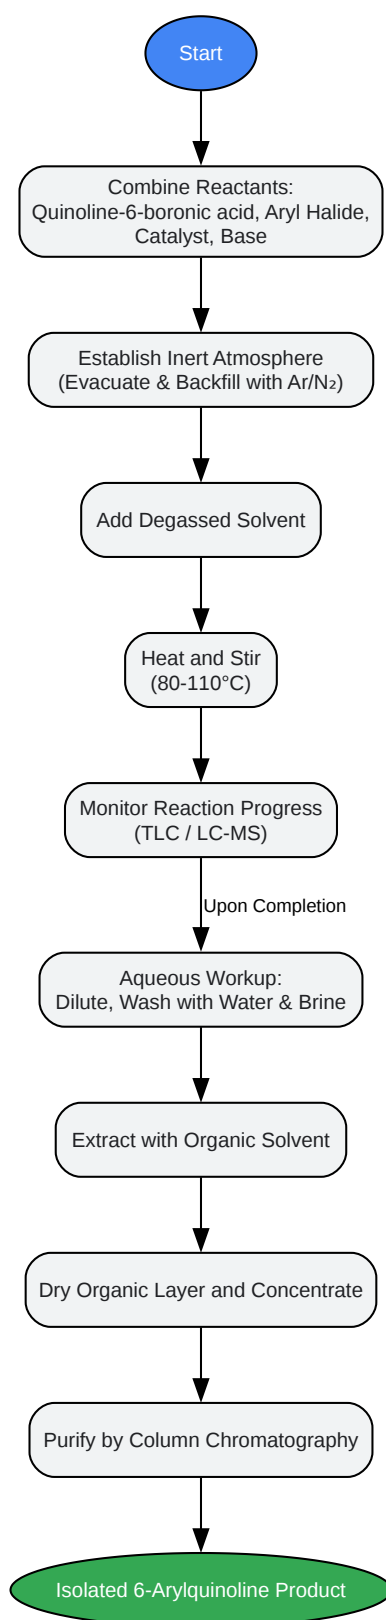 Start
Combine Reactants:
Quinoline-6-boronic acid, Aryl Halide,
Catalyst, Base
Establish Inert Atmosphere
(Evacuate & Backfill with Ar/N₂)
Add Degassed Solvent
Heat and Stir
(80-110°C)
Monitor Reaction Progress
(TLC / LC-MS)
Upon Completion
Aqueous Workup:
Dilute, Wash with Water & Brine
Extract with Organic Solvent
Dry Organic Layer and Concentrate
Purify by Column Chromatography
Isolated 6-Arylquinoline Product